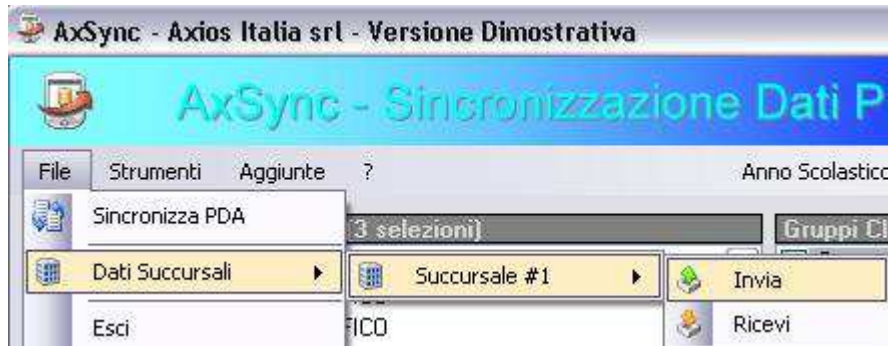 AxSync - Axios Italia srl - Versione Dimostrativa
AxSync - Sincronizzazione Dati P
File Strumenti Aggiunte ? Anno Scolastico
Sincronizza PDA
3 selezioni) Gruppi Cl
Dati Succursali Succursale #1 Invia
Esci FICO Ricevi